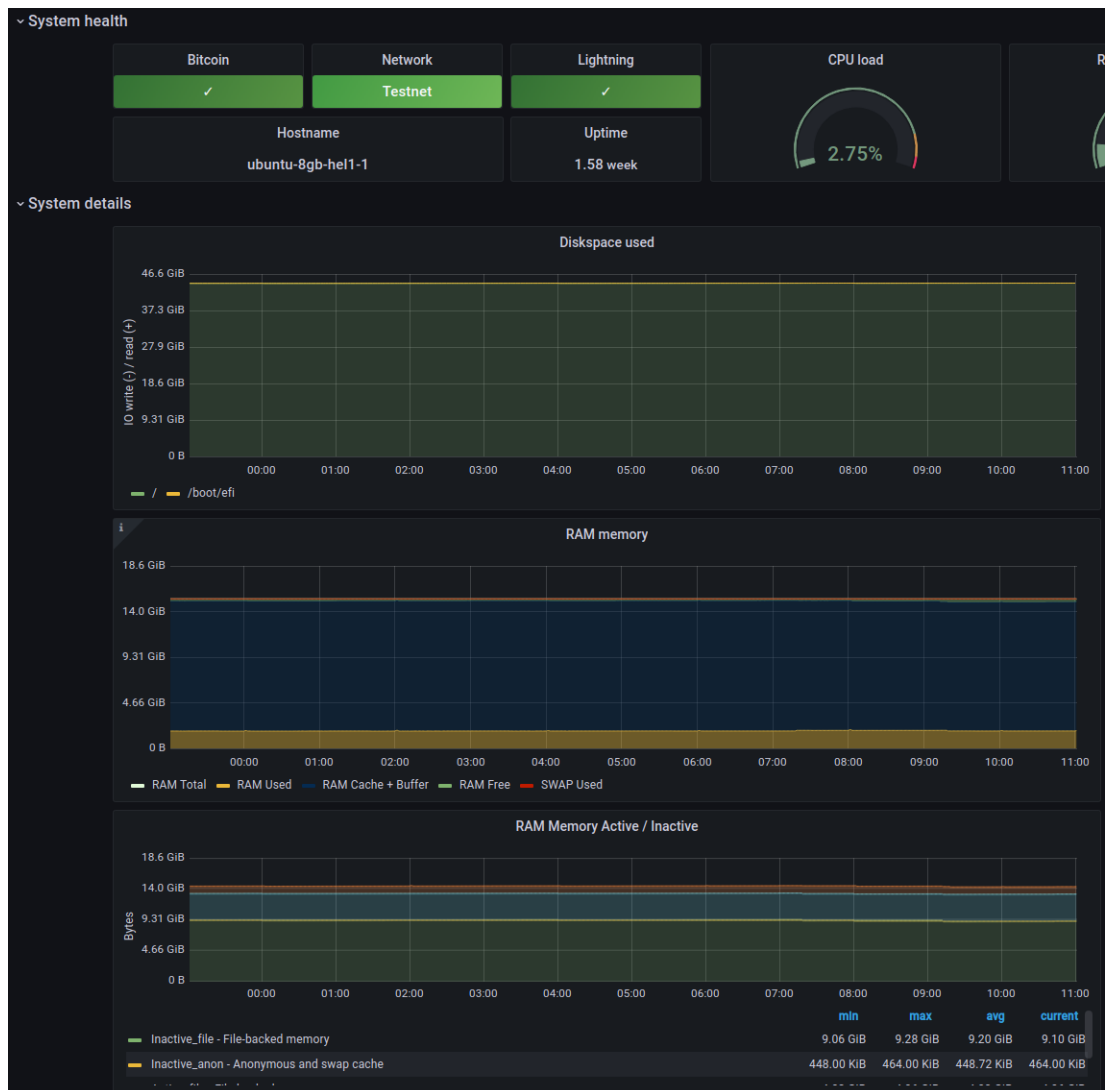 System health
Bitcoin
Network
Lightning
CPU load
R
✓
Testnet
✓
2.75%
Hostname
Uptime
ubuntu-8gb-hel1-1
1.58 week
System details
Diskspace used
IO write (-) / read (+)
46.6 GiB
37.3 GiB
27.9 GiB
18.6 GiB
9.31 GiB
0 B
00:00 01:00 02:00 03:00 04:00 05:00 06:00 07:00 08:00 09:00 10:00 11:00
/ /boot/efi
i
RAM memory
18.6 GiB
14.0 GiB
9.31 GiB
4.66 GiB
0 B
00:00 01:00 02:00 03:00 04:00 05:00 06:00 07:00 08:00 09:00 10:00 11:00
RAM Total RAM Used RAM Cache + Buffer RAM Free SWAP Used
RAM Memory Active / Inactive
Bytes
18.6 GiB
14.0 GiB
9.31 GiB
4.66 GiB
0 B
00:00 01:00 02:00 03:00 04:00 05:00 06:00 07:00 08:00 09:00 10:00 11:00
min max avg current
Inactive_file - File-backed memory 9.06 GiB 9.28 GiB 9.20 GiB 9.10 GiB
Inactive_anon - Anonymous and swap cache 448.00 KiB 464.00 KiB 448.72 KiB 464.00 KiB